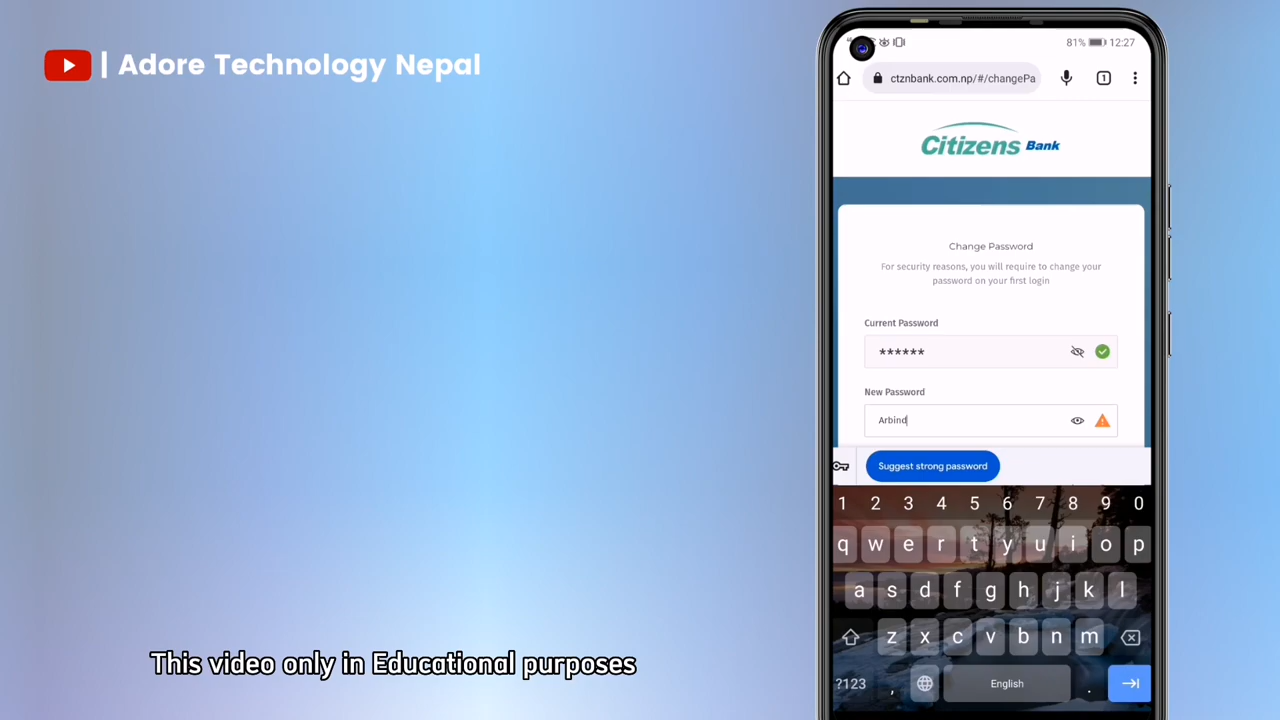 | Adore Technology Nepal
81% 12:27
ctznbank.com.np/#/changePa
1
Citizens Bank
Change Password
For security reasons, you will require to change your
password on your first login
Current Password
******
New Password
Arbind
Suggest strong password
1 2 3 4 5 6 7 8 9 0
q w e r t y u i o p
a s d f g h j k l
z x c v b n m
?123 , English .
This video only in Educational purposes